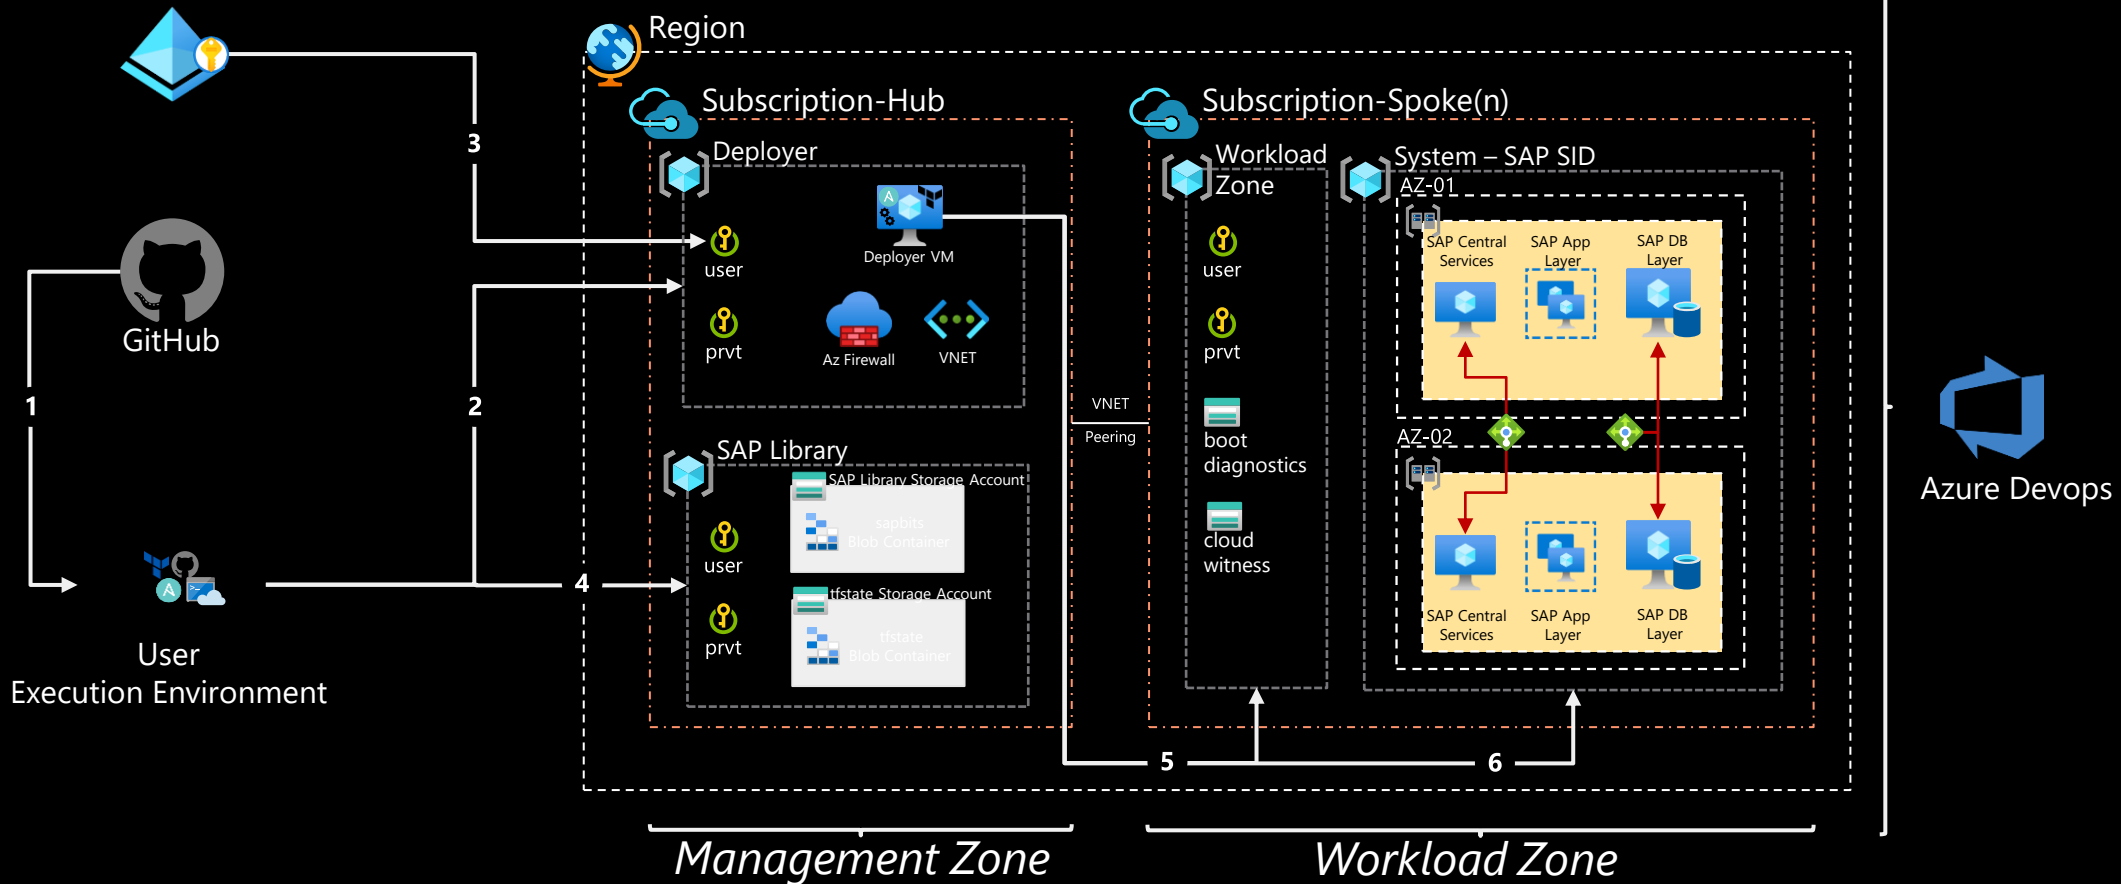 Region
Subscription-Hub
Subscription-Spoke(n)
3
Deployer
user
prvt
Deployer VM
Az Firewall
VNET
GitHub
1
2
SAP Library
SAP Library Storage Account
sapbits
Blob Container
user
prvt
tfstate Storage Account
tfstate
Blob Container
4
User
Execution Environment
VNET
Peering
Workload
Zone
user
prvt
boot
diagnostics
cloud
witness
System – SAP SID
AZ-01
SAP Central
Services
SAP App
Layer
SAP DB
Layer
AZ-02
SAP Central
Services
SAP App
Layer
SAP DB
Layer
5
6
Azure Devops
Management Zone
Workload Zone